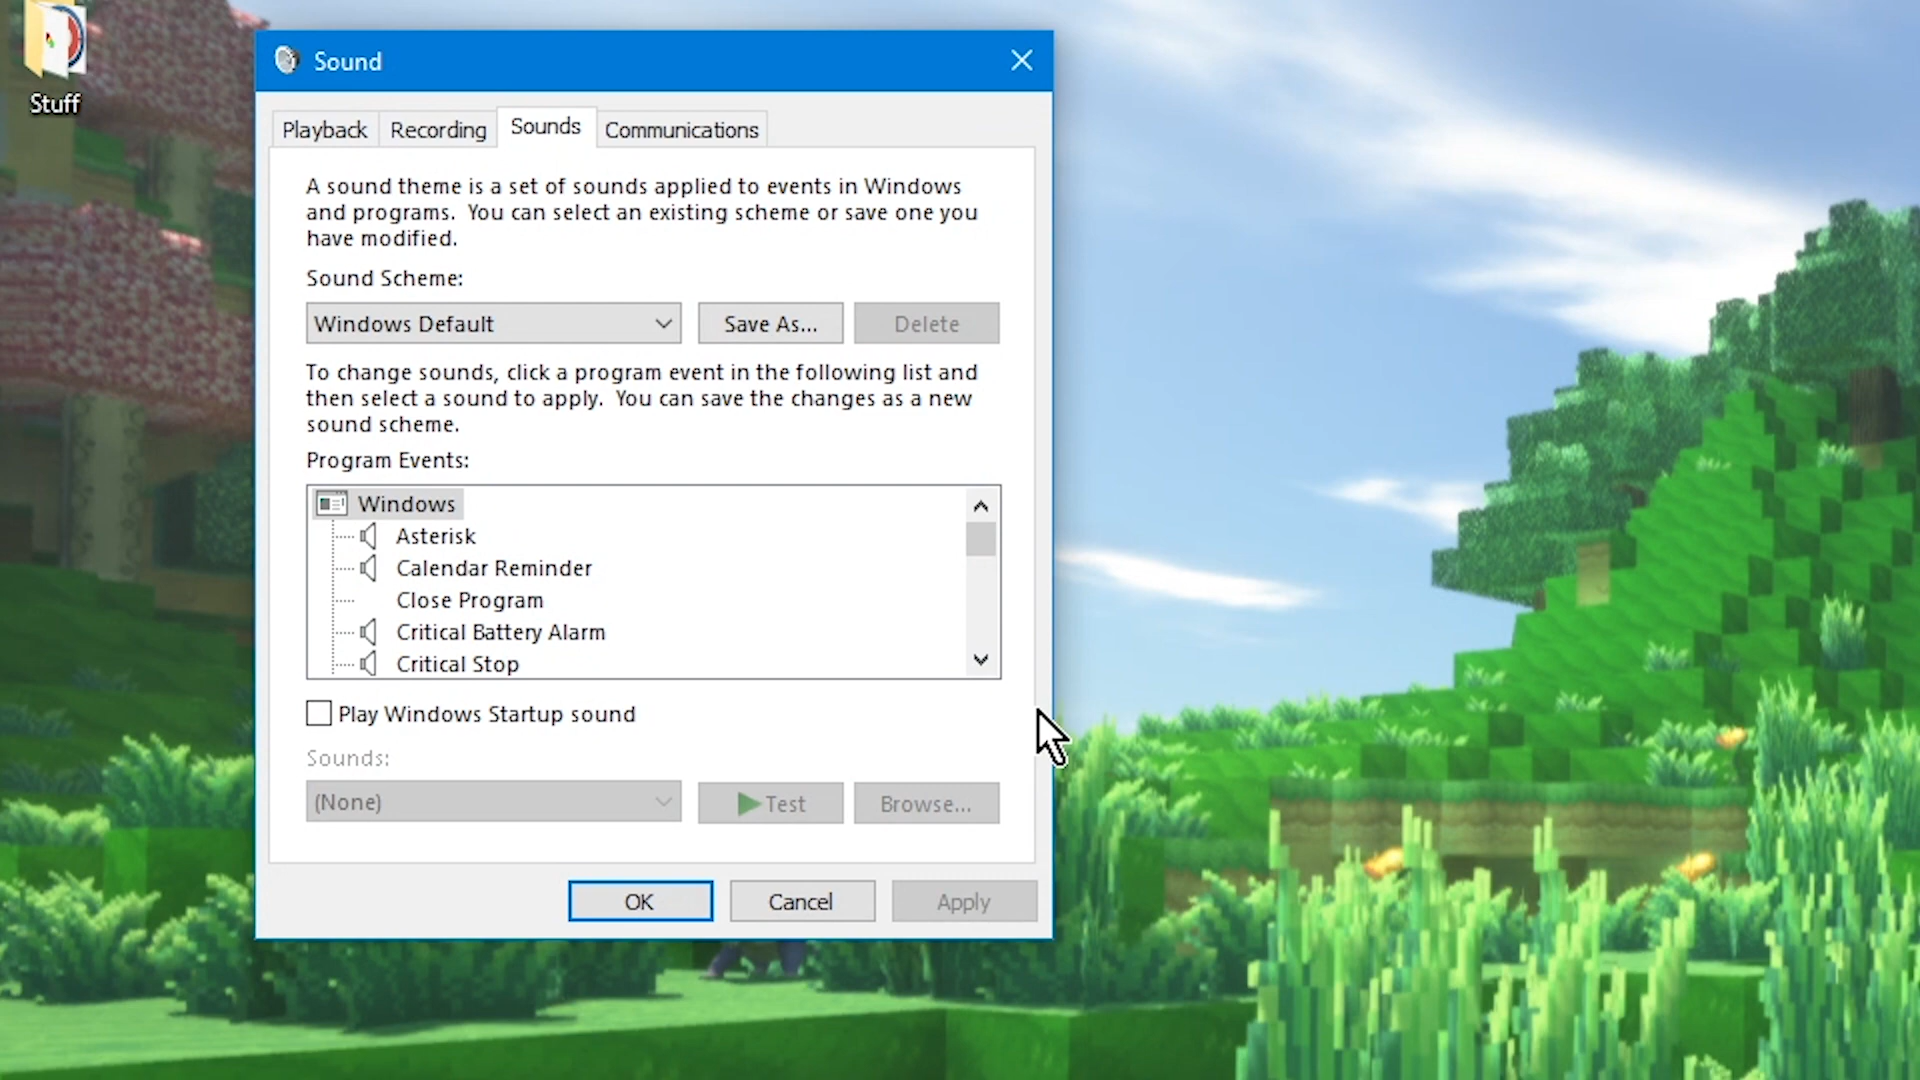 Stuff
Sound
Playback
Recording
Sounds
Communications
A sound theme is a set of sounds applied to events in Windows
and programs.  You can select an existing scheme or save one you
have modified.
Sound Scheme:
Windows Default
Save As...
Delete
To change sounds, click a program event in the following list and
then select a sound to apply.  You can save the changes as a new
sound scheme.
Program Events:
Windows
Asterisk
Calendar Reminder
Close Program
Critical Battery Alarm
Critical Stop
Play Windows Startup sound
Sounds:
(None)
Test
Browse...
OK
Cancel
Apply